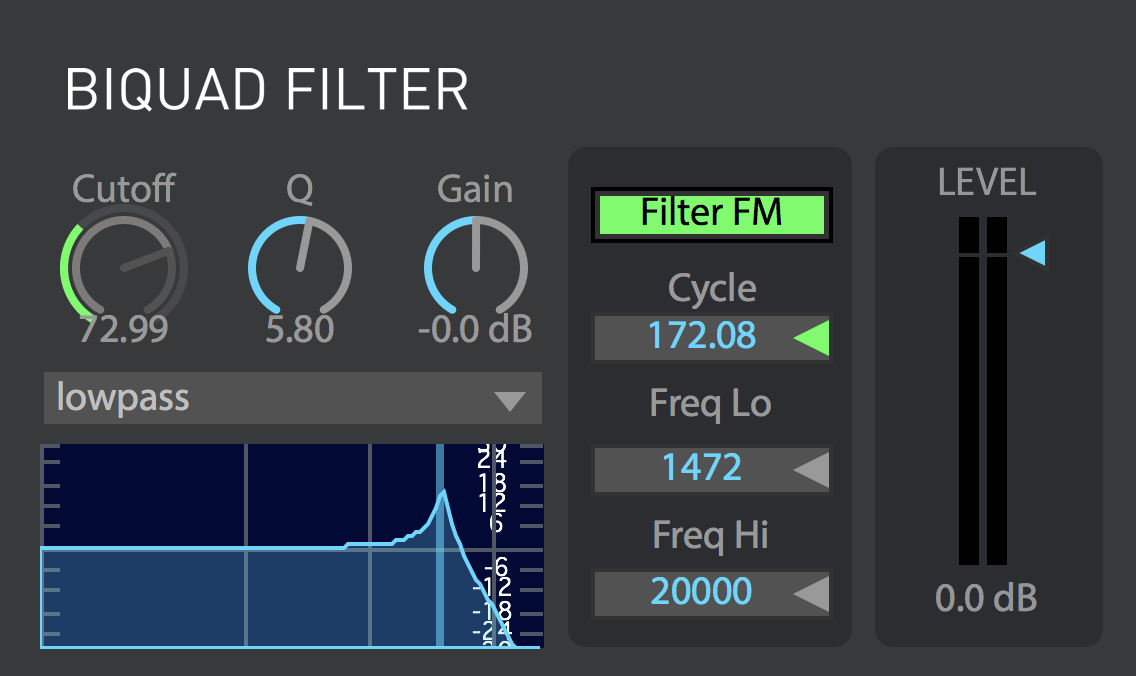 BIQUAD FILTER
Cutoff
Q
Gain
72.99
5.80
-0.0 dB
lowpass
24
18
12
6
-6
-12
-18
-24
Filter FM
Cycle
172.08
Freq Lo
1472
Freq Hi
20000
LEVEL
0.0 dB